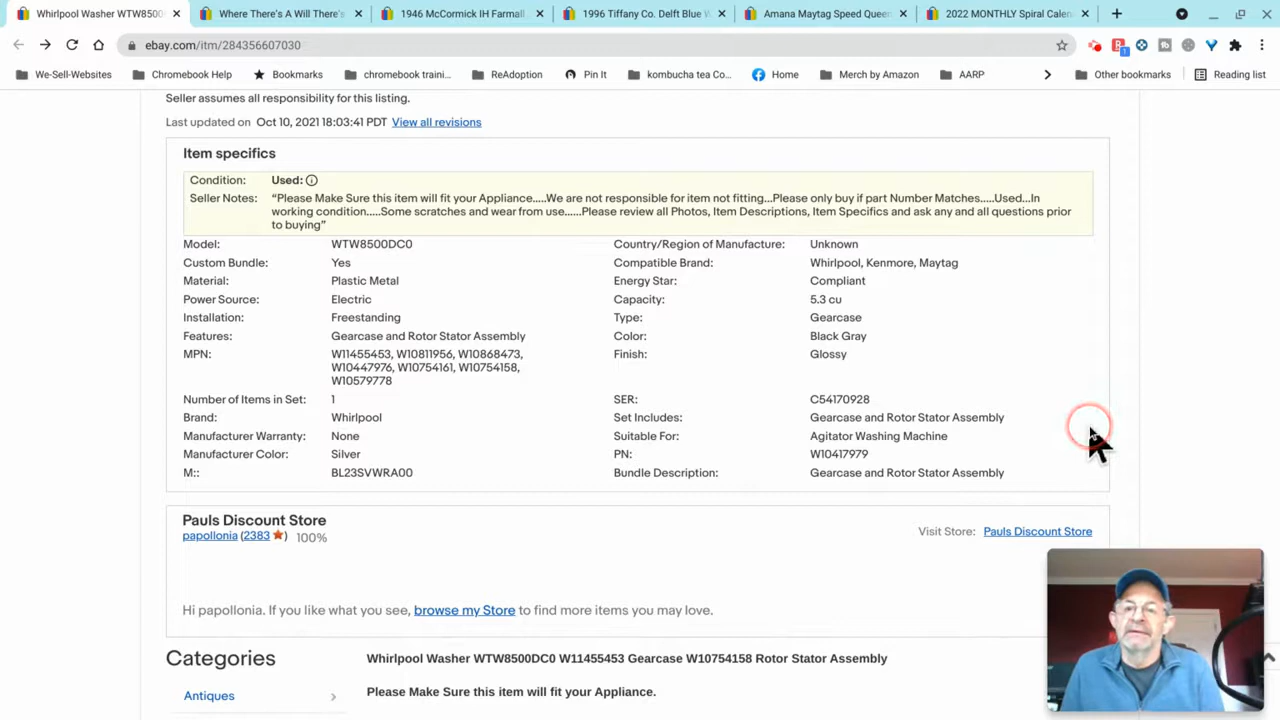 Whirlpool Washer WTW8500
Where There's A Will There's
1946 McCormick IH Farmall
1996 Tiffany Co. Delft Blue W
Amana Maytag Speed Queen
2022 MONTHLY Spiral Calen
ebay.com/itm/284356607030
1
We-Sell-Websites
Chromebook Help
Bookmarks
chromebook traini...
ReAdoption
Pin It
kombucha tea Co...
Home
Merch by Amazon
AARP
Other bookmarks
Reading list
Seller assumes all responsibility for this listing.
Last updated on Oct 10, 2021 18:03:41 PDT View all revisions
Item specifics
Condition: Used:
Seller Notes: “Please Make Sure this item will fit your Appliance.....We are not responsible for item not fitting...Please only buy if part Number Matches.....Used...In
working condition.....Some scratches and wear from use......Please review all Photos, Item Descriptions, Item Specifics and ask any and all questions prior
to buying”
Model: WTW8500DC0 Country/Region of Manufacture: Unknown
Custom Bundle: Yes Compatible Brand: Whirlpool, Kenmore, Maytag
Material: Plastic Metal Energy Star: Compliant
Power Source: Electric Capacity: 5.3 cu
Installation: Freestanding Type: Gearcase
Features: Gearcase and Rotor Stator Assembly Color: Black Gray
MPN: W11455453, W10811956, W10868473, Finish: Glossy
W10447976, W10754161, W10754158,
W10579778
Number of Items in Set: 1 SER: C54170928
Brand: Whirlpool Set Includes: Gearcase and Rotor Stator Assembly
Manufacturer Warranty: None Suitable For: Agitator Washing Machine
Manufacturer Color: Silver PN: W10417979
M:: BL23SVWRA00 Bundle Description: Gearcase and Rotor Stator Assembly
Pauls Discount Store
papollonia (2383) 100%
Visit Store: Pauls Discount Store
Hi papollonia. If you like what you see, browse my Store to find more items you may love.
Categories
Whirlpool Washer WTW8500DC0 W11455453 Gearcase W10754158 Rotor Stator Assembly
Antiques
Please Make Sure this item will fit your Appliance.